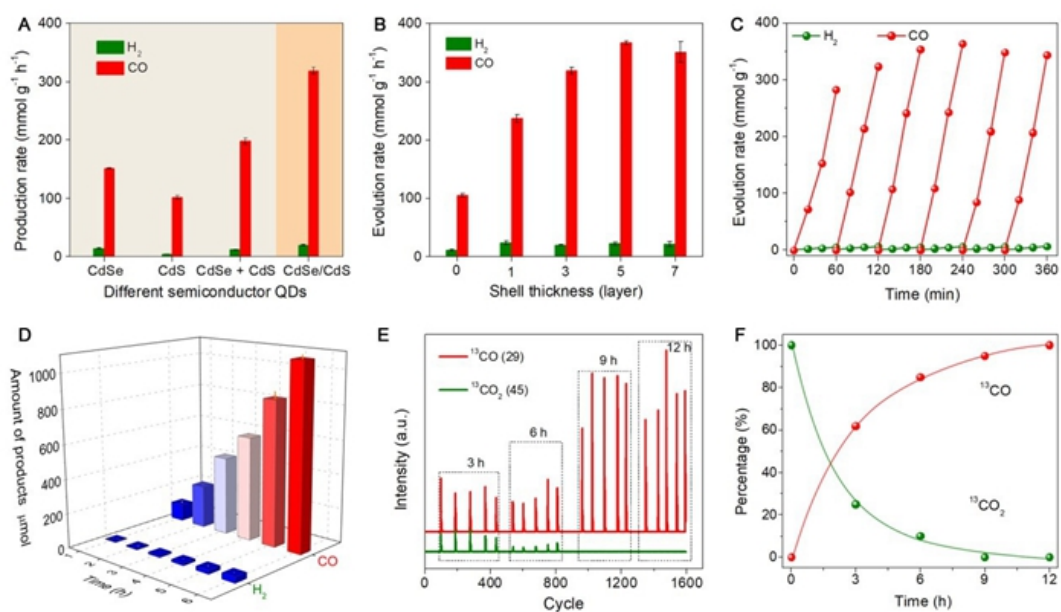 A
400
300
200
100
0
Production rate (mmol g⁻¹ h⁻¹)
H₂
CO
CdSe
CdS
CdSe + CdS
CdSe/CdS
Different semiconductor QDs
B
400
300
200
100
0
Evolution rate (mmol g⁻¹ h⁻¹)
H₂
CO
0
1
3
5
7
Shell thickness (layer)
C
H₂
CO
400
300
200
100
0
Evolution rate (mmol g⁻¹)
0
60
120
180
240
300
360
Time (min)
D
1000
800
600
400
200
0
Amount of products μmol
2
3
4
5
6
Time (h)
H₂
CO
E
¹³CO (29)
¹³CO₂ (45)
3 h
6 h
9 h
12 h
Intensity (a.u.)
0
400
800
1200
1600
Cycle
F
100
80
60
40
20
0
Percentage (%)
¹³CO
¹³CO₂
0
3
6
9
12
Time (h)